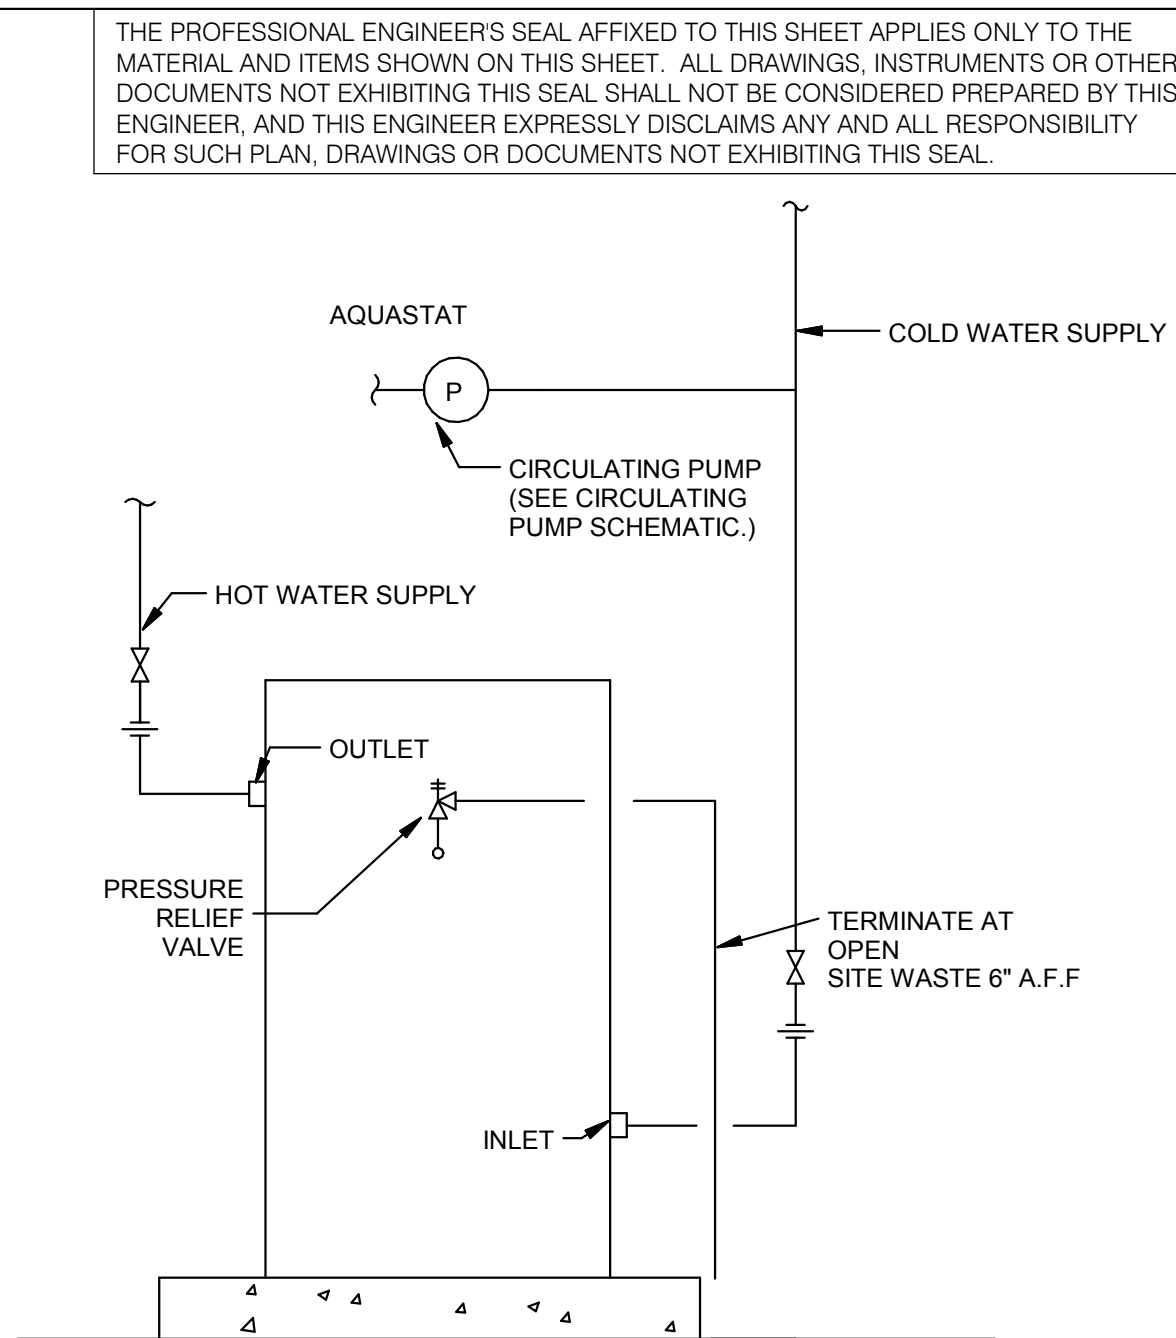 THE PROFESSIONAL ENGINEER'S SEAL AFFIXED TO THIS SHEET APPLIES ONLY TO THE
MATERIAL AND ITEMS SHOWN ON THIS SHEET. ALL DRAWINGS, INSTRUMENTS OR OTHER
DOCUMENTS NOT EXHIBITING THIS SEAL SHALL NOT BE CONSIDERED PREPARED BY THIS
ENGINEER, AND THIS ENGINEER EXPRESSLY DISCLAIMS ANY AND ALL RESPONSIBILITY
FOR SUCH PLAN, DRAWINGS OR DOCUMENTS NOT EXHIBITING THIS SEAL.
AQUASTAT
COLD WATER SUPPLY
P
CIRCULATING PUMP
(SEE CIRCULATING
PUMP SCHEMATIC.)
HOT WATER SUPPLY
OUTLET
PRESSURE
RELIEF
VALVE
TERMINATE AT
OPEN
SITE WASTE 6" A.F.F
INLET